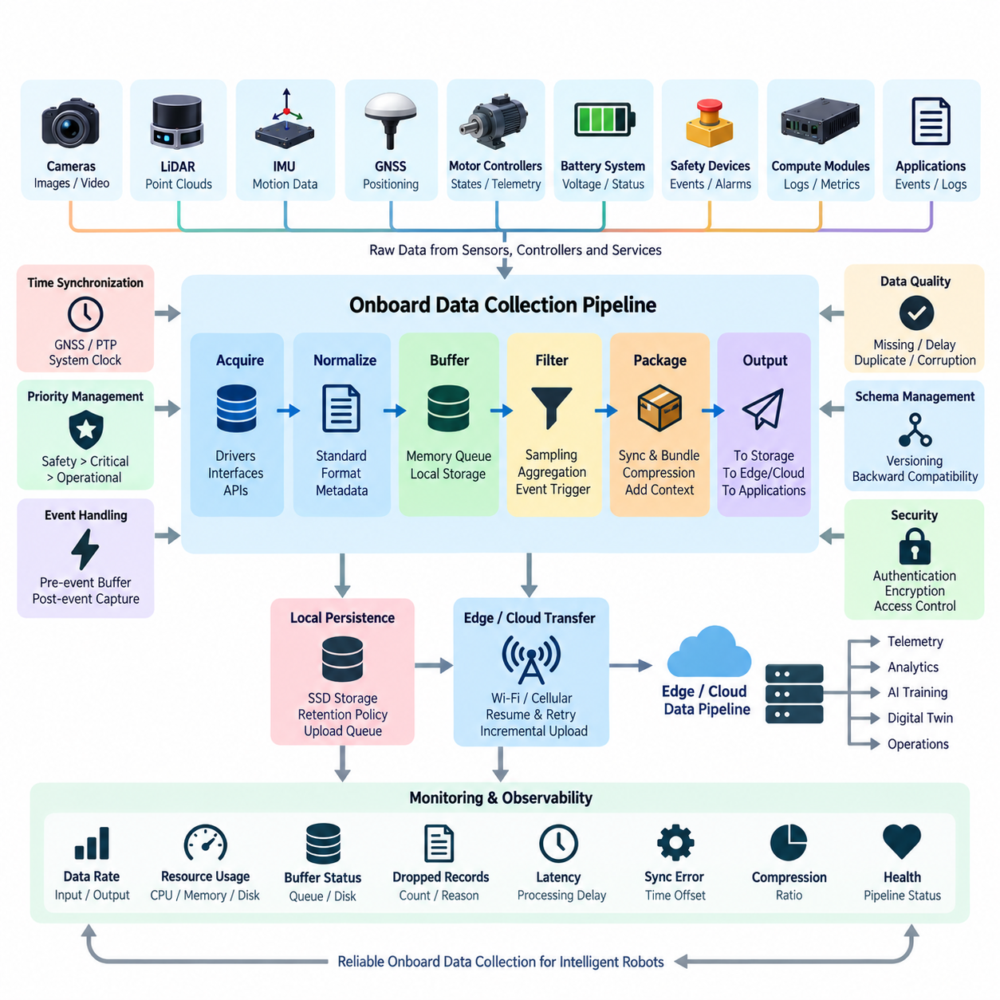 Cameras
Images / Video
LiDAR
Point Clouds
IMU
Motion Data
GNSS
Positioning
Motor Controllers
States / Telemetry
Battery System
Voltage / Status
Safety Devices
Events / Alarms
Compute Modules
Logs / Metrics
Applications
Events / Logs
Raw Data from Sensors, Controllers and Services
Time Synchronization
GNSS / PTP
System Clock
Priority Management
Safety > Critical
> Operational
Event Handling
Pre-event Buffer
Post-event Capture
Onboard Data Collection Pipeline
Acquire
Drivers
Interfaces
APIs
Normalize
Standard
Format
Metadata
Buffer
Memory Queue
Local Storage
Filter
Sampling
Aggregation
Event Trigger
Package
Sync & Bundle
Compression
Add Context
Output
To Storage
To Edge/Cloud
To Applications
Data Quality
Missing / Delay
Duplicate / Corruption
Schema Management
Versioning
Backward Compatibility
Security
Authentication
Encryption
Access Control
Local Persistence
SSD Storage
Retention Policy
Upload Queue
Edge / Cloud Transfer
Wi-Fi / Cellular
Resume & Retry
Incremental Upload
Edge / Cloud
Data Pipeline
Telemetry
Analytics
AI Training
Digital Twin
Operations
Monitoring & Observability
Data Rate
Input / Output
Resource Usage
CPU / Memory / Disk
Buffer Status
Queue / Disk
Dropped Records
Count / Reason
Latency
Processing Delay
Sync Error
Time Offset
Compression
Ratio
Health
Pipeline Status
Reliable Onboard Data Collection for Intelligent Robots